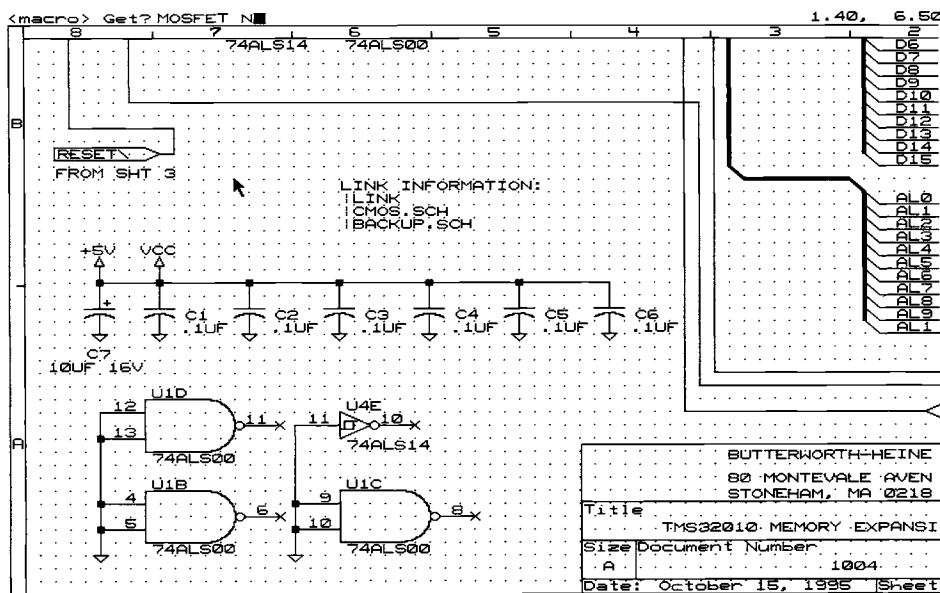 <macro> Get? MOSFET N
1.40, 6.50
8 7 6 5 4 3 2
74ALS14 74ALS00
D6
D7
D8
D9
D10
D11
D12
D13
D14
D15
B
RESET\
FROM SHT 3
LINK INFORMATION:
|LINK
|CMOS.SCH
|BACKUP.SCH
AL0
AL1
AL2
AL3
AL4
AL5
AL6
AL7
AL8
AL9
AL1
+5V VCC
+
C1 .1UF
C2 .1UF
C3 .1UF
C4 .1UF
C5 .1UF
C6 .1UF
C7
10UF 16V
U1D
12
13
11
74ALS00
U4E
11 10
74ALS14
A
U1B
4
5
6
74ALS00
U1C
9
10
8
74ALS00
BUTTERWORTH-HEINE
80 MONTEVALE AVEN
STONEHAM, MA 0218
Title
TMS32010 MEMORY EXPANSI
Size Document Number
A 1004
Date: October 15, 1995 Sheet